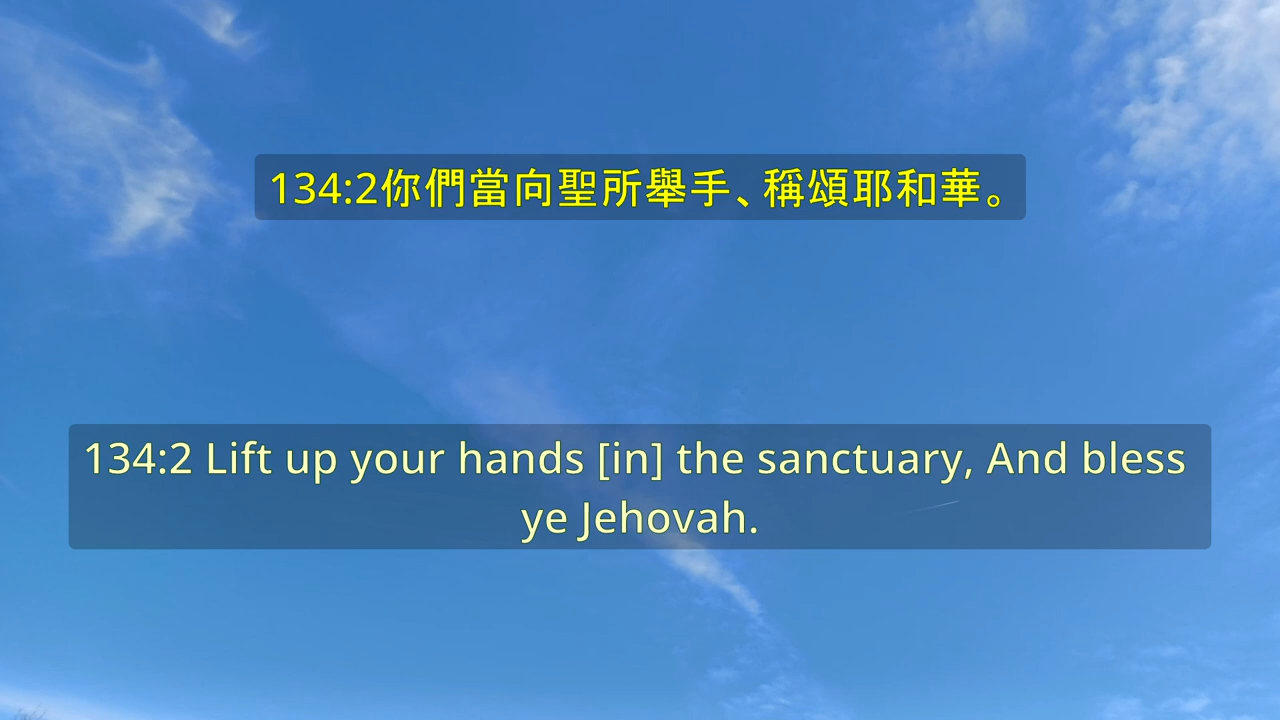 134:2你們當向聖所舉手、稱頌耶和華。
134:2 Lift up your hands [in] the sanctuary, And bless
ye Jehovah.